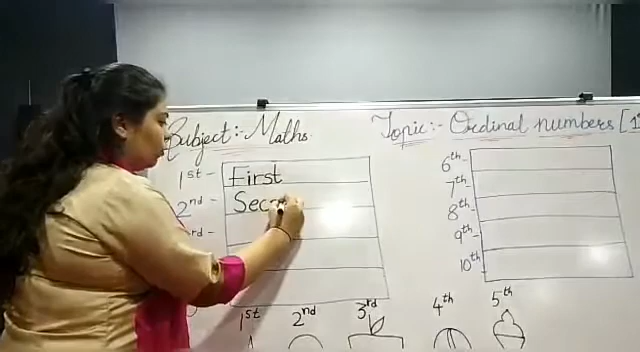 Subject:- Maths.
Topic:- Ordinal numbers
1st - First
2nd - Sec
rd -
6th -
7th -
8th -
9th -
10th -
1st 2nd 3rd 4th 5th